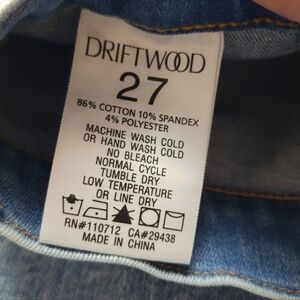 DRIFTWOOD
27
86% COTTON 10% SPANDEX
4% POLYESTER
MACHINE WASH COLD
OR HAND WASH COLD
NO BLEACH
NORMAL CYCLE
TUMBLE DRY
LOW TEMPERATURE
OR LINE DRY
RN#110712 CA#29438
MADE IN CHINA